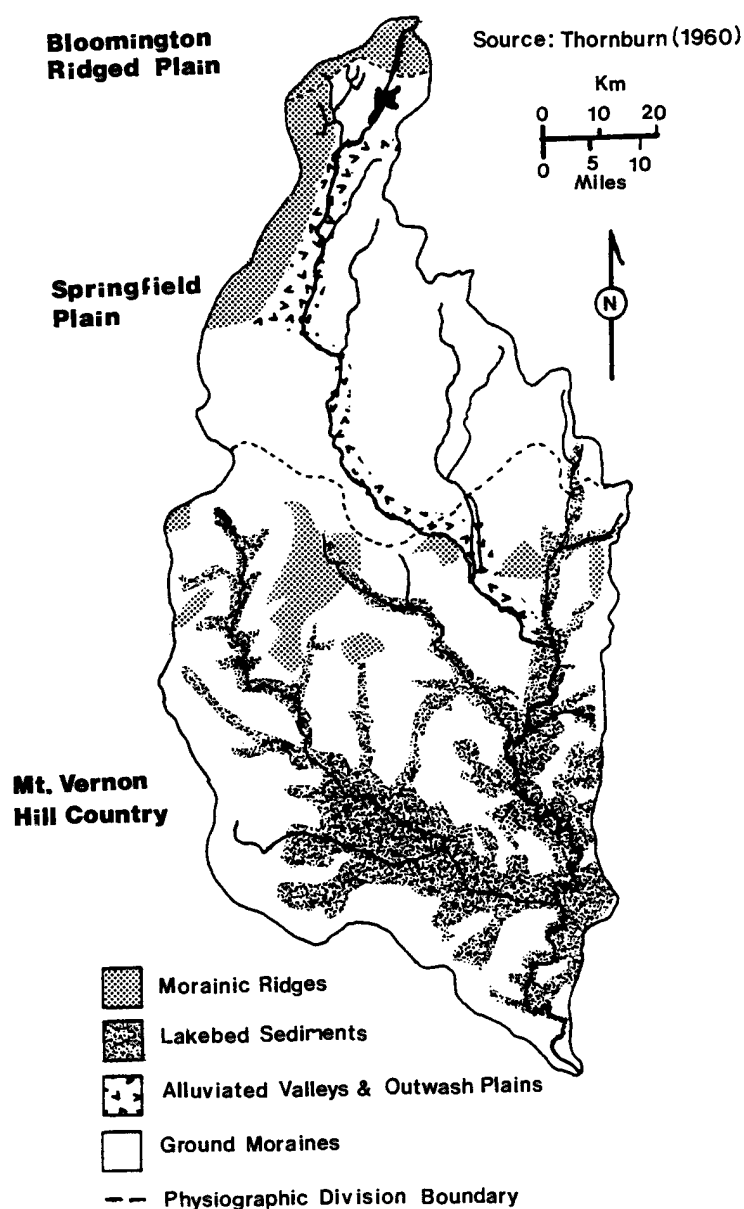 Bloomington
Ridged Plain
Source: Thornburn (1960)
Km
0 10 20
0 5 10
Miles
Springfield
Plain
N
Mt. Vernon
Hill Country
Morainic Ridges
Lakebed Sediments
Alluviated Valleys & Outwash Plains
Ground Moraines
Physiographic Division Boundary